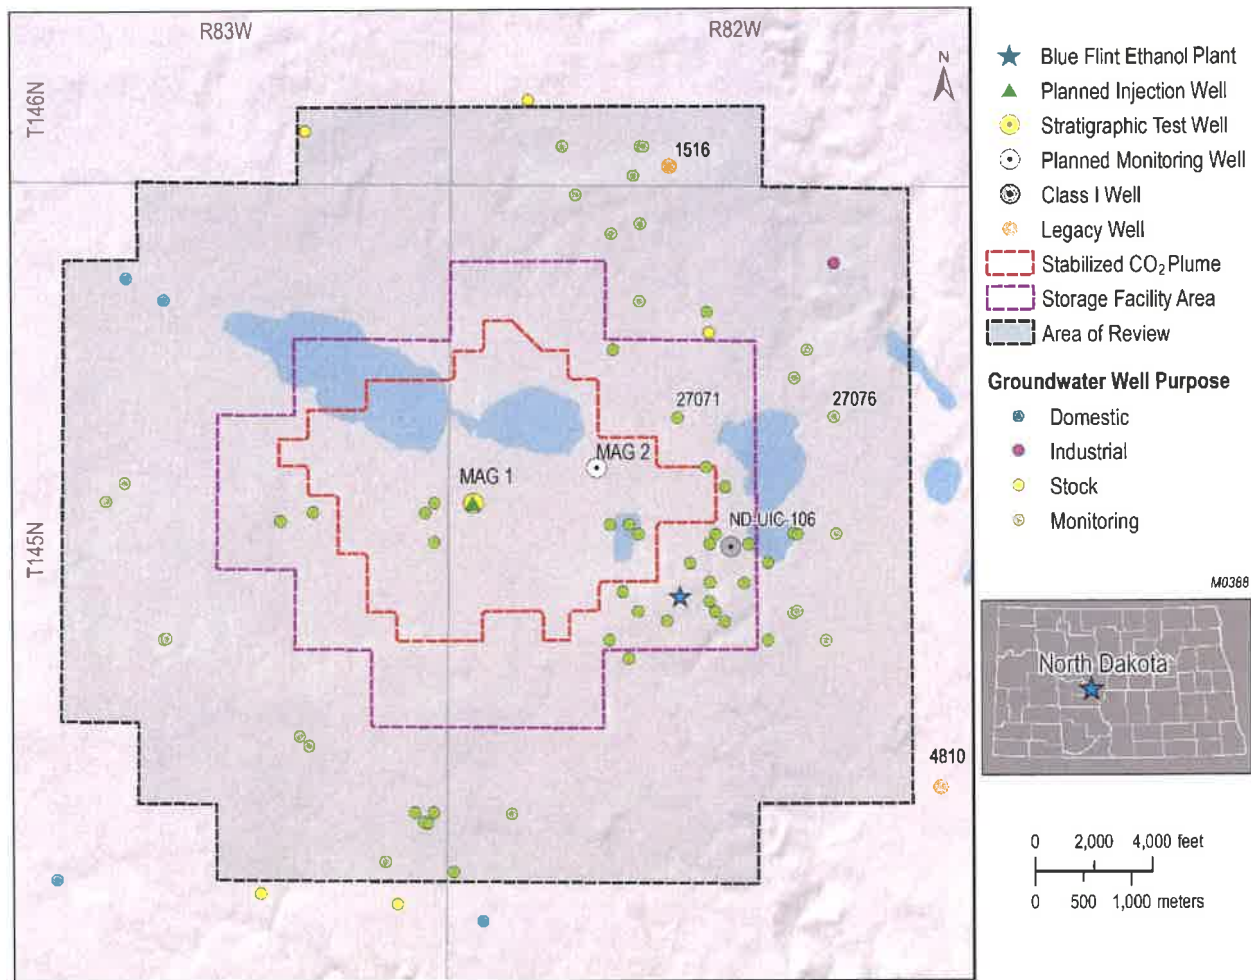 R83W
R82W
N
T146N
T145N
1516
27071
27076
MAG 2
MAG 1
ND-UIC-106
4810
Blue Flint Ethanol Plant
Planned Injection Well
Stratigraphic Test Well
Planned Monitoring Well
Class I Well
Legacy Well
Stabilized CO₂ Plume
Storage Facility Area
Area of Review
Groundwater Well Purpose
Domestic
Industrial
Stock
Monitoring
M0388
North Dakota
0 2,000 4,000 feet
0 500 1,000 meters